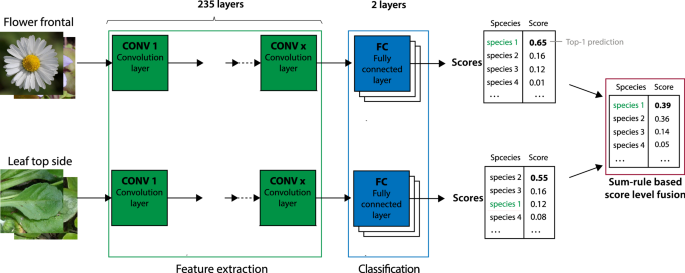 235 layers
2 layers
Flower frontal
CONV 1
Convolution
layer
CONV x
Convolution
layer
FC
Fully
connected
layer
Scores
Species Score
species 1 0.65
species 2 0.16
species 3 0.12
species 4 0.01
... ...
Top-1 prediction
Spcecies Score
species 1 0.39
species 2 0.36
species 3 0.14
species 4 0.05
... ...
Sum-rule based
score level fusion
Leaf top side
CONV 1
Convolution
layer
CONV x
Convolution
layer
FC
Fully
connected
layer
Scores
Species Score
species 2 0.55
species 3 0.16
species 1 0.12
species 4 0.08
... ...
Feature extraction
Classification